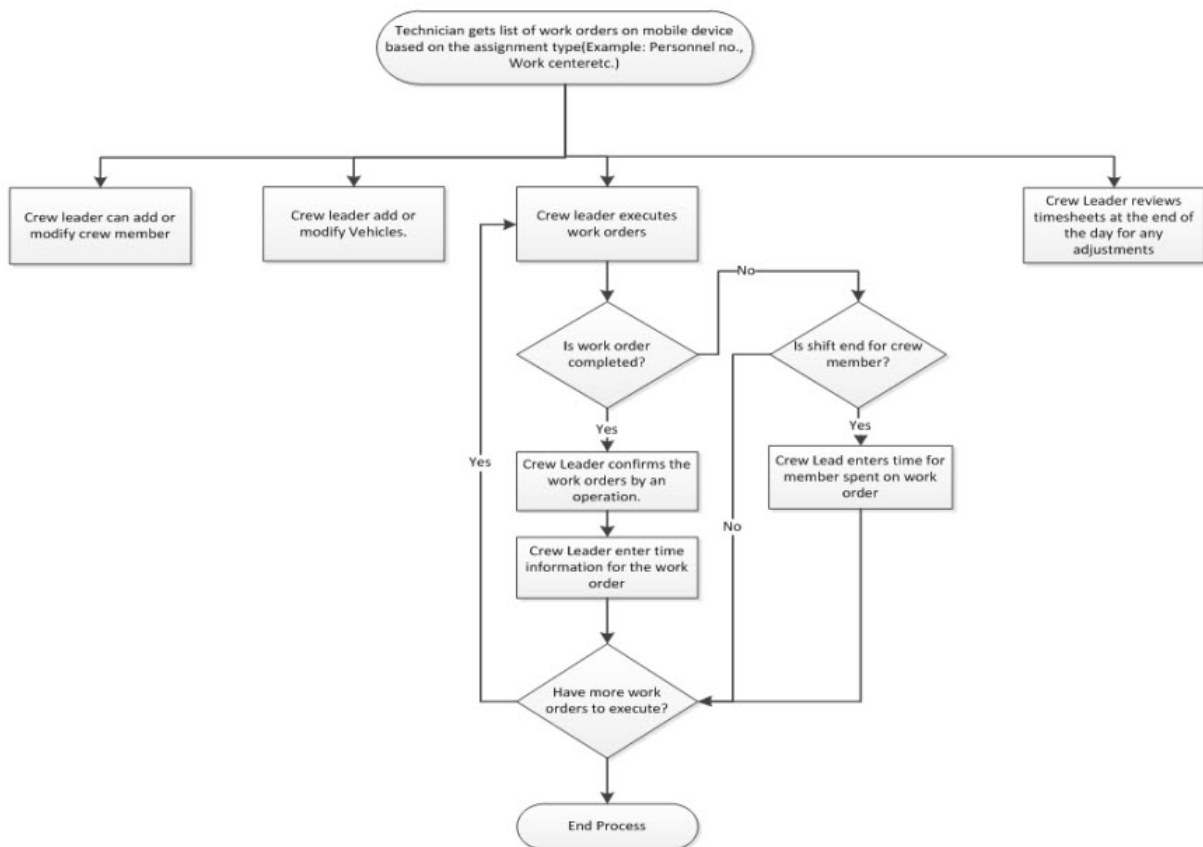 Technician gets list of work orders on mobile device
based on the assignment type(Example: Personnel no.,
Work centeretc.)
Crew leader can add or
modify crew member
Crew leader add or
modify Vehicles.
Crew leader executes
work orders
Crew Leader reviews
timesheets at the end of
the day for any
adjustments
No
Is work order
completed?
Is shift end for crew
member?
Yes
Yes
Yes
Crew Leader confirms the
work orders by an
operation.
Crew Lead enters time for
member spent on work
order
No
Crew Leader enter time
information for the work
order
Have more work
orders to execute?
End Process